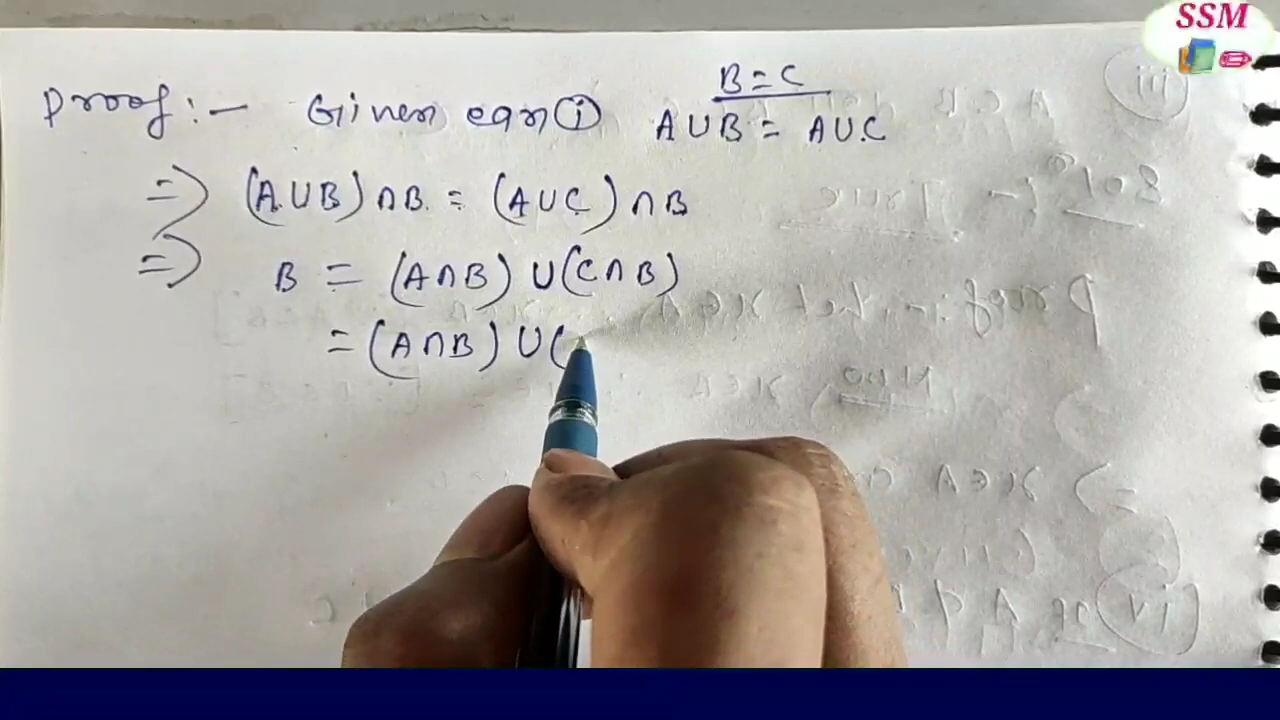 SSM
B = C
Proof :- Given eqn (i) A ∪ B = A ∪ C
=> (A ∪ B) ∩ B = (A ∪ C) ∩ B
=> B = (A ∩ B) ∪ (C ∩ B)
= (A ∩ B) ∪ (